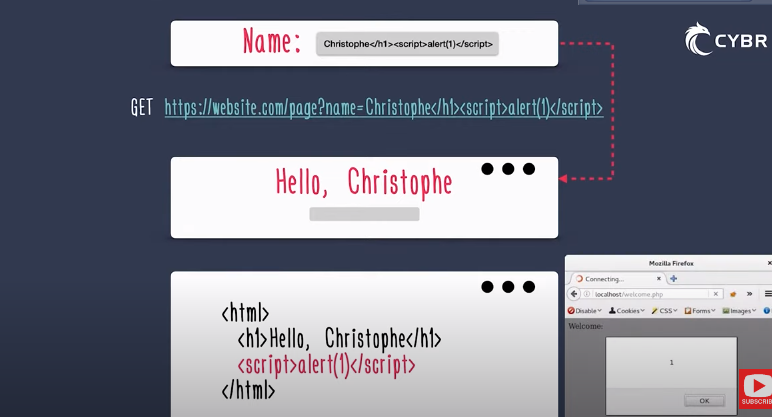 CYBR
Name: Christophe</h1><script>alert(1)</script>
GET https://website.com/page?name=Christophe</h1><script>alert(1)</script>
Hello, Christophe
<html>
<h1>Hello, Christophe</h1>
<script>alert(1)</script>
</html>
Mozilla Firefox
Connecting...
localhost/welcome.php
Disable Cookies CSS Forms Images
Welcome:
1
OK
SUBSCRIB